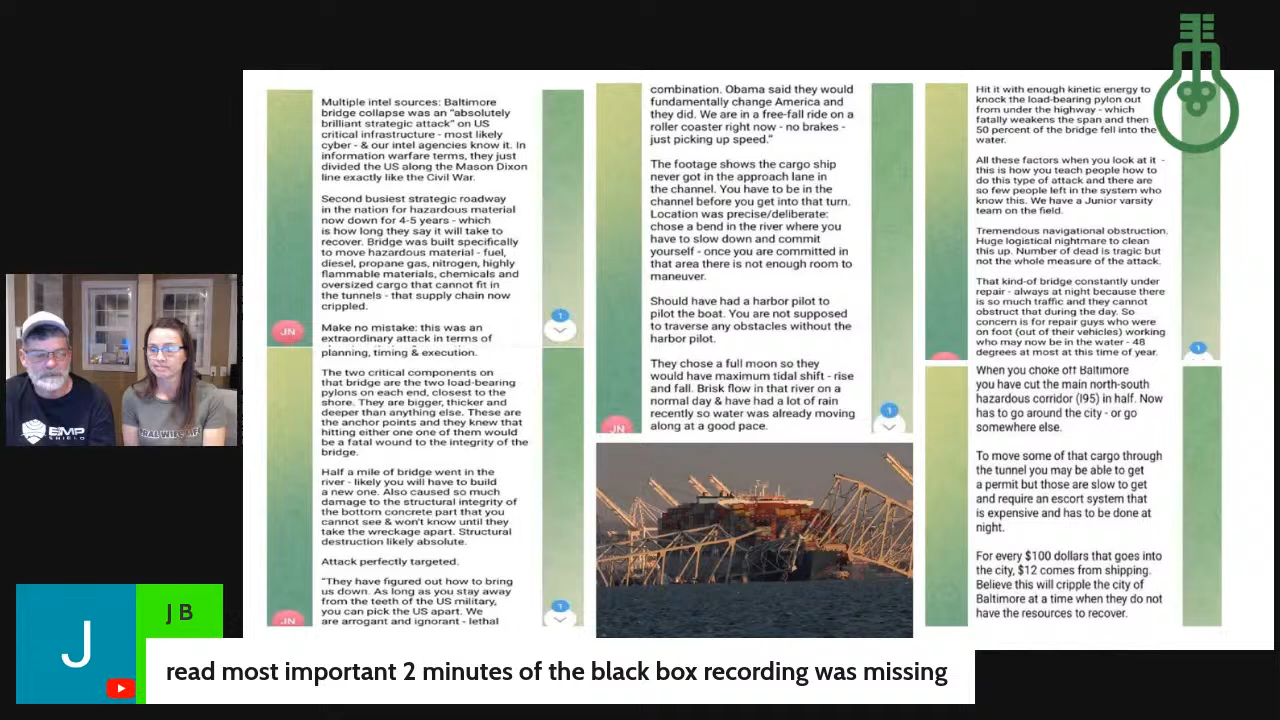 Multiple intel sources: Baltimore
bridge collapse was an "absolutely
brilliant strategic attack" on US
critical infrastructure - most likely
cyber - & our intel agencies know it. In
information warfare terms, they just
divided the US along the Mason Dixon
line exactly like the Civil War.
Second busiest strategic roadway
in the nation for hazardous material
now down for 4-5 years - which
is how long they say it will take to
recover. Bridge was built specifically
to move hazardous material - fuel,
diesel, propane gas, nitrogen, highly
flammable materials, chemicals and
oversized cargo that cannot fit in
the tunnels - that supply chain now
crippled.
Make no mistake: this was an
extraordinary attack in terms of
planning, timing & execution.
The two critical components on
that bridge are the two load-bearing
pylons on each end, closest to the
shore. They are bigger, thicker and
deeper than anything else. These are
the anchor points and they knew that
hitting either one one of them would
be a fatal wound to the integrity of the
bridge.
Half a mile of bridge went in the
river - likely you will have to build
a new one. Also caused so much
damage to the structural integrity of
the bottom concrete part that you
cannot see & won't know until they
take the wreckage apart. Structural
destruction likely absolute.
Attack perfectly targeted.
"They have figured out how to bring
us down. As long as you stay away
from the teeth of the US military,
you can pick the US apart. We
are arrogant and ignorant - lethal
JN
1
JN
1
combination. Obama said they would
fundamentally change America and
they did. We are in a free-fall ride on a
roller coaster right now - no brakes -
just picking up speed."
The footage shows the cargo ship
never got in the approach lane in
the channel. You have to be in the
channel before you get into that turn.
Location was precise/deliberate:
chose a bend in the river where you
have to slow down and commit
yourself - once you are committed in
that area there is not enough room to
maneuver.
Should have had a harbor pilot to
pilot the boat. You are not supposed
to traverse any obstacles without the
harbor pilot.
They chose a full moon so they
would have maximum tidal shift - rise
and fall. Brisk flow in that river on a
normal day & have had a lot of rain
recently so water was already moving
along at a good pace.
JN
1
Hit it with enough kinetic energy to
knock the load-bearing pylon out
from under the highway - which
fatally weakens the span and then
50 percent of the bridge fell into the
water.
All these factors when you look at it -
this is how you teach people how to
do this type of attack and there are
so few people left in the system who
know this. We have a Junior varsity
team on the field.
Tremendous navigational obstruction.
Huge logistical nightmare to clean
this up. Number of dead is tragic but
not the whole measure of the attack.
That kind of bridge constantly under
repair - always at night because there
is so much traffic and they cannot
obstruct that during the day. So
concern is for repair guys who were
on foot (out of their vehicles) working
who may now be in the water - 48
degrees at most at this time of year.
1
When you choke off Baltimore
you have cut the main north-south
hazardous corridor (I95) in half. Now
has to go around the city - or go
somewhere else.
To move some of that cargo through
the tunnel you may be able to get
a permit but those are slow to get
and require an escort system that
is expensive and has to be done at
night.
For every $100 dollars that goes into
the city, $12 comes from shipping.
Believe this will cripple the city of
Baltimore at a time when they do not
have the resources to recover.
EMP
SHIELD
J
J B
read most important 2 minutes of the black box recording was missing